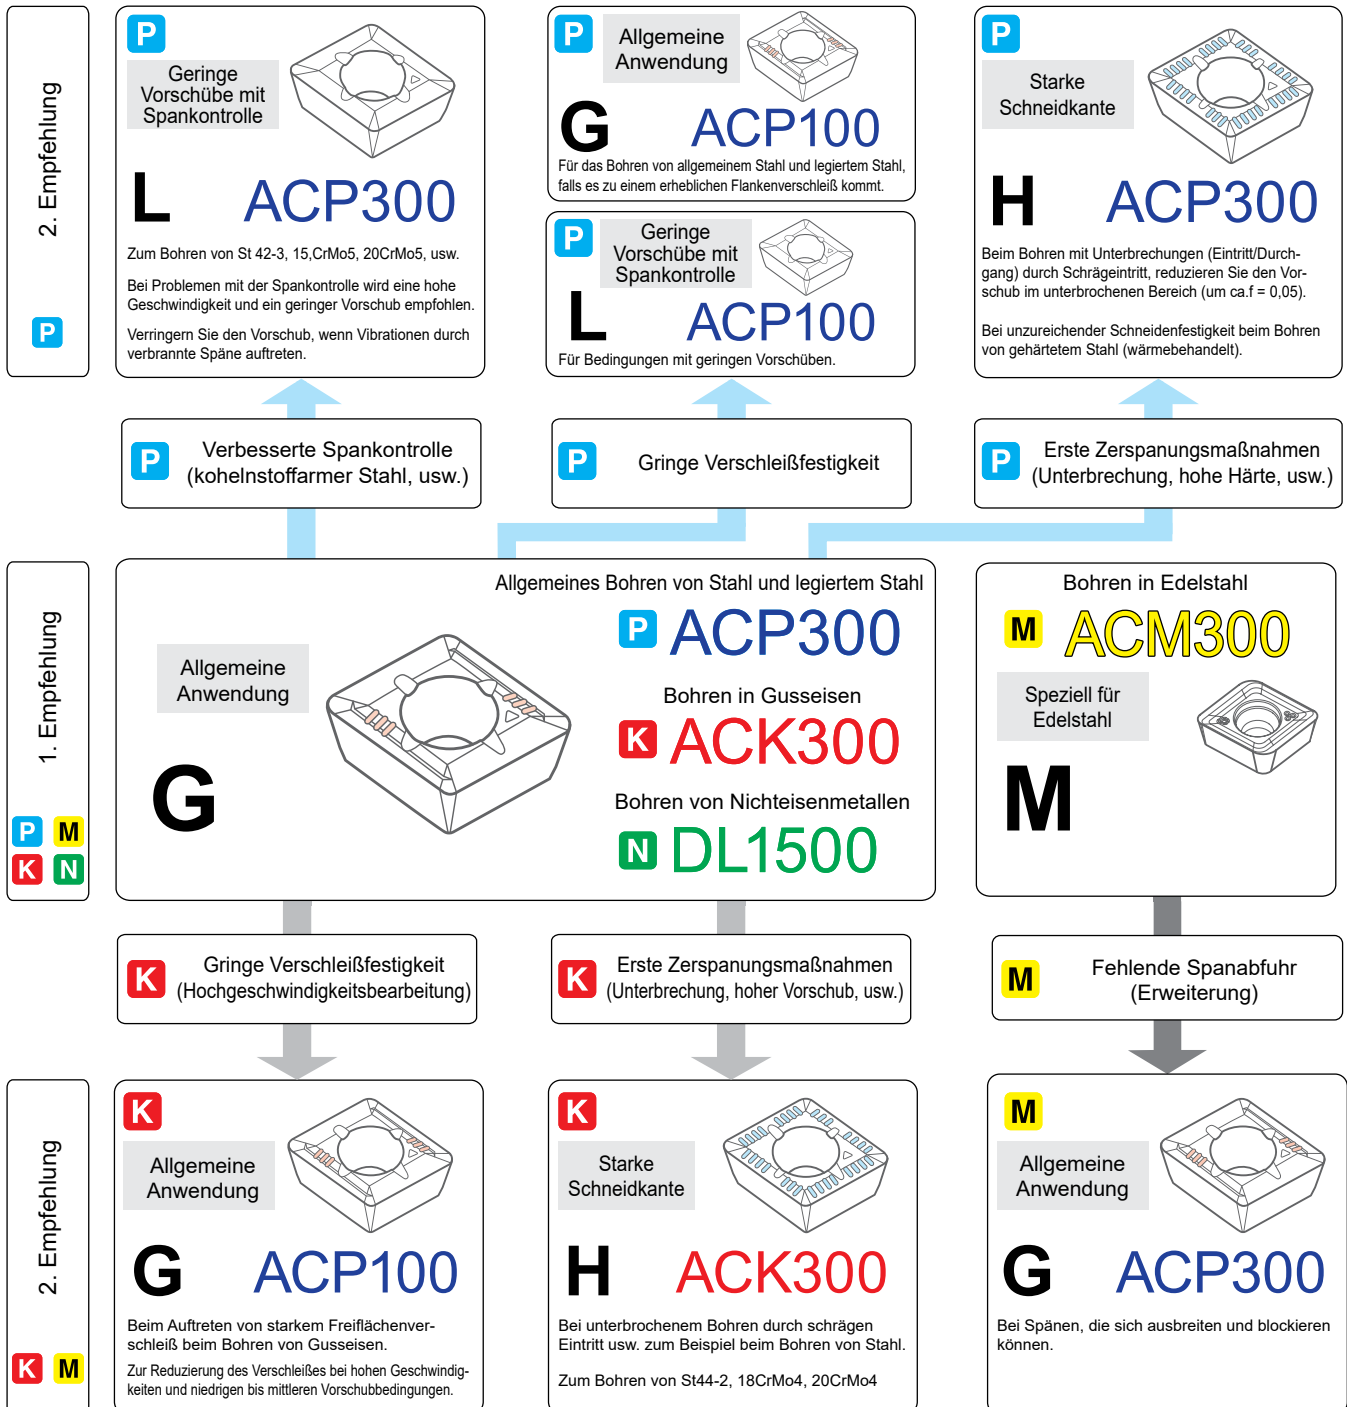 2. Empfehlung
P
P
Geringe
Vorschübe mit
Spankontrolle
L
ACP300
Zum Bohren von St 42-3, 15,CrMo5, 20CrMo5, usw.
Bei Problemen mit der Spankontrolle wird eine hohe
Geschwindigkeit und ein geringer Vorschub empfohlen.
Verringern Sie den Vorschub, wenn Vibrationen durch
verbrannte Späne auftreten.
P
Allgemeine
Anwendung
G
ACP100
Für das Bohren von allgemeinem Stahl und legiertem Stahl,
falls es zu einem erheblichen Flankenverschleiß kommt.
P
Geringe
Vorschübe mit
Spankontrolle
L
ACP100
Für Bedingungen mit geringen Vorschüben.
P
Starke
Schneidkante
H
ACP300
Beim Bohren mit Unterbrechungen (Eintritt/Durch-
gang) durch Schrägeintritt, reduzieren Sie den Vor-
schub im unterbrochenen Bereich (um ca.f = 0,05).
Bei unzureichender Schneidenfestigkeit beim Bohren
von gehärtetem Stahl (wärmebehandelt).
P
Verbesserte Spankontrolle
(kohelnstoffarmer Stahl, usw.)
P
Gringe Verschleißfestigkeit
P
Erste Zerspanungsmaßnahmen
(Unterbrechung, hohe Härte, usw.)
1. Empfehlung
P M
K N
Allgemeine
Anwendung
G
Allgemeines Bohren von Stahl und legiertem Stahl
P ACP300
Bohren in Gusseisen
K ACK300
Bohren von Nichteisenmetallen
N DL1500
Bohren in Edelstahl
M ACM300
Speziell für
Edelstahl
M
K
Gringe Verschleißfestigkeit
(Hochgeschwindigkeitsbearbeitung)
K
Erste Zerspanungsmaßnahmen
(Unterbrechung, hoher Vorschub, usw.)
M
Fehlende Spanabfuhr
(Erweiterung)
2. Empfehlung
K M
K
Allgemeine
Anwendung
G
ACP100
Beim Auftreten von starkem Freiflächenver-
schleiß beim Bohren von Gusseisen.
Zur Reduzierung des Verschleißes bei hohen Geschwindig-
keiten und niedrigen bis mittleren Vorschubbedingungen.
K
Starke
Schneidkante
H
ACK300
Bei unterbrochenem Bohren durch schrägen
Eintritt usw. zum Beispiel beim Bohren von Stahl.
Zum Bohren von St44-2, 18CrMo4, 20CrMo4
M
Allgemeine
Anwendung
G
ACP300
Bei Spänen, die sich ausbreiten und blockieren
können.